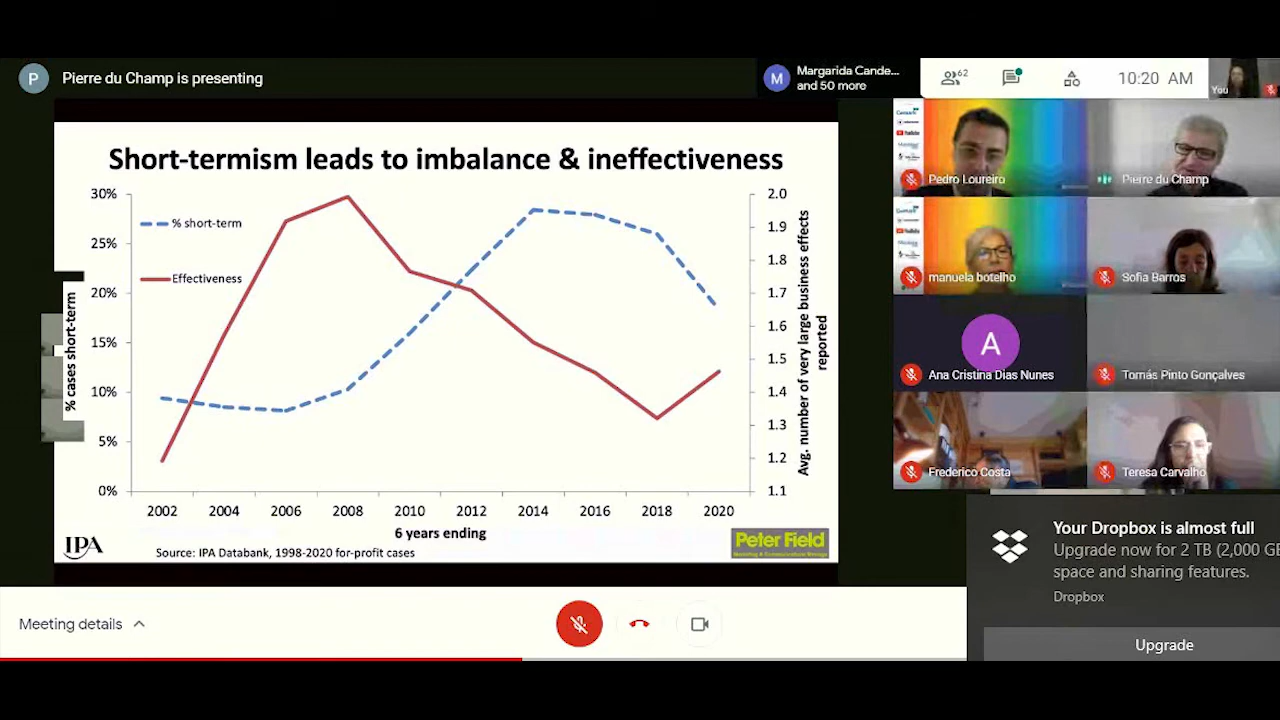 P
Pierre du Champ is presenting
M
Margarida Cande...
and 50 more
62
10:20 AM
You
Short-termism leads to imbalance & ineffectiveness
30%
25%
20%
15%
10%
5%
0%
% cases short-term
% short-term
Effectiveness
2.0
1.9
1.8
1.7
1.6
1.5
1.4
1.3
1.2
1.1
Avg. number of very large business effects
reported
2002 2004 2006 2008 2010 2012 2014 2016 2018 2020
6 years ending
IPA
Source: IPA Databank, 1998-2020 for-profit cases
Peter Field
Pedro Loureiro
Pierre du Champ
manuela botelho
Sofia Barros
A
Ana Cristina Dias Nunes
Tomás Pinto Gonçalves
Frederico Costa
Teresa Carvalho
Your Dropbox is almost full
Upgrade now for 2 TB (2,000 GB
space and sharing features.
Dropbox
Upgrade
Meeting details